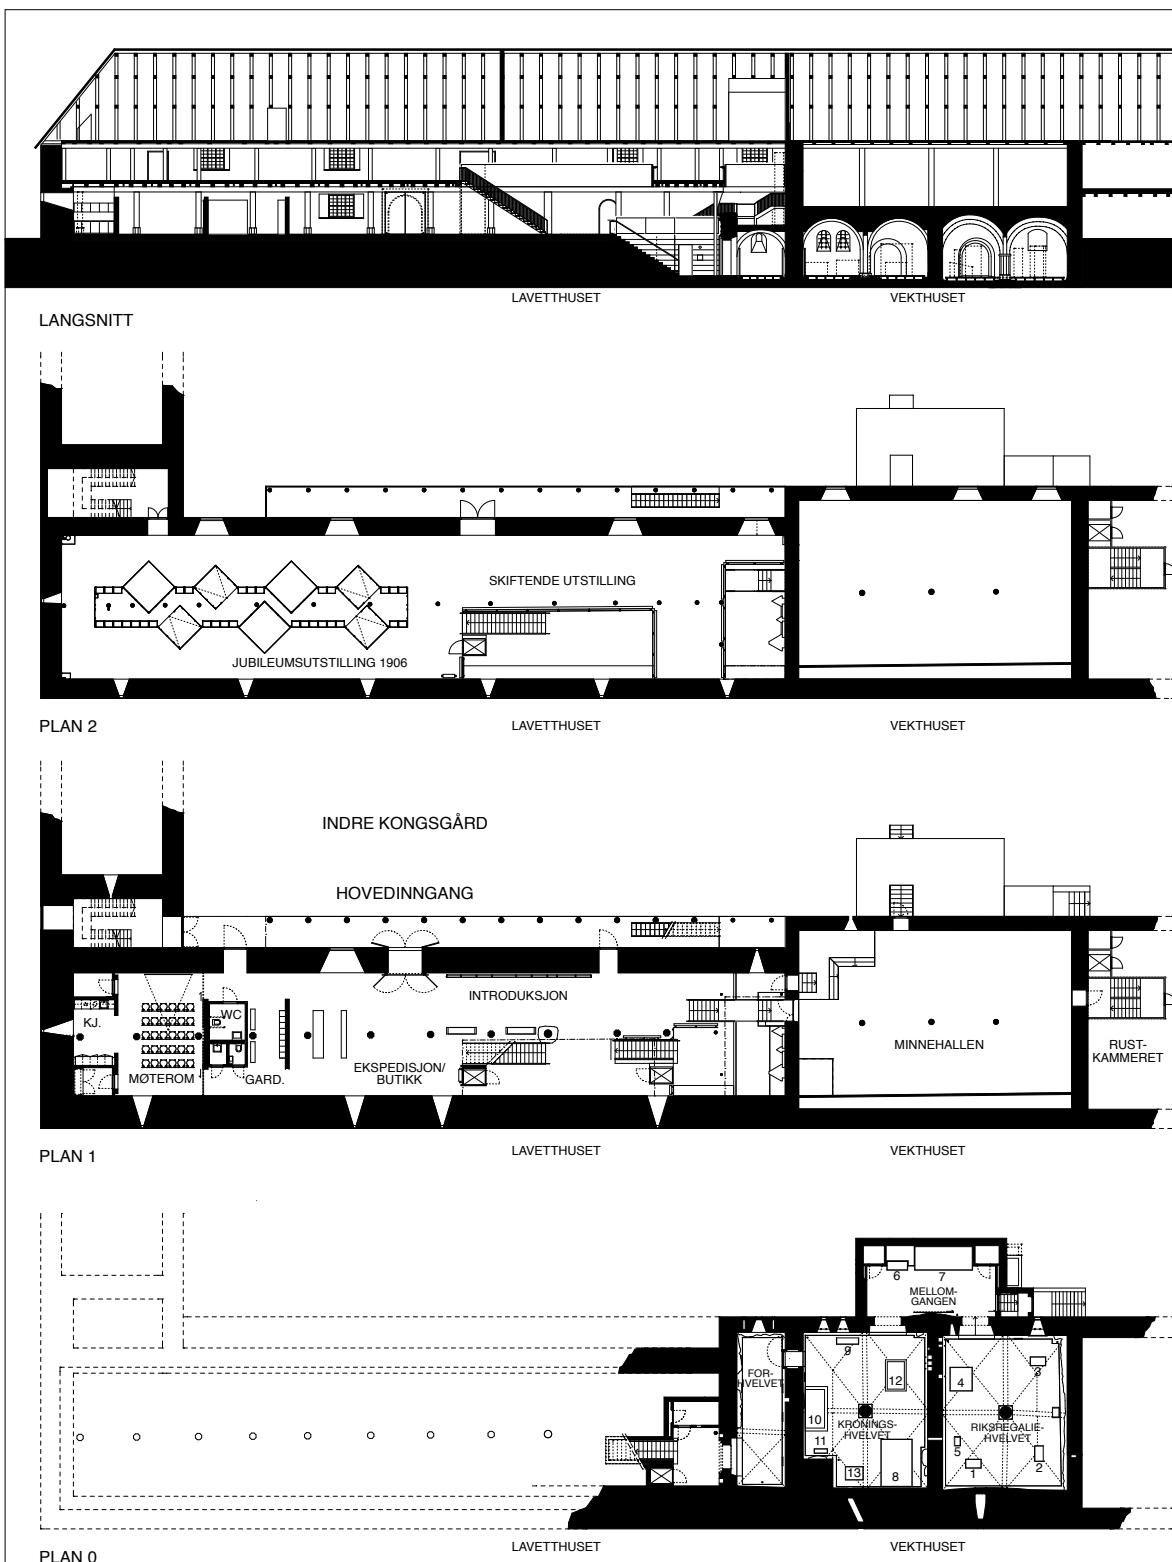 LAVETTHUSET
VEKTHUSET
LANGSNITT
SKIFTENDE UTSTILLING
JUBILEUMSUTSTILLING 1906
PLAN 2
LAVETTHUSET
VEKTHUSET
INDRE KONGSGÅRD
HOVEDINNGANG
INTRODUKSJON
KJ.
WC
MINNEHALLEN
RUST-
KAMMERET
MØTEROM
GARD.
EKSPEDISJON/
BUTIKK
PLAN 1
LAVETTHUSET
VEKTHUSET
6
7
MELLOM-
GANGEN
9
3
FOR-
HVELVET
12
4
10
KRONINGS-
HVELVET
RIKSREGALIE-
HVELVET
11
5
13
8
1
2
PLAN 0
LAVETTHUSET
VEKTHUSET